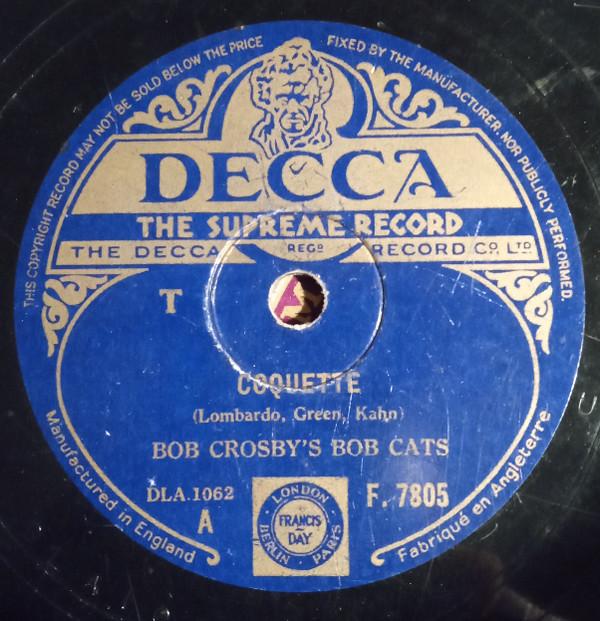 THIS COPYRIGHT RECORD MAY NOT BE SOLD BELOW THE PRICE FIXED BY THE MANUFACTURER, NOR PUBLICLY PERFORMED.
DECCA
THE SUPREME RECORD
THE DECCA REGD RECORD CO LTD
T
COQUETTE
(Lombardo, Green, Kahn)
BOB CROSBY'S BOB CATS
DLA.1062
A
F. 7805
LONDON
FRANCIS
~
DAY
BERLIN · PARIS
Manufactured in England
Fabriqué en Angleterre